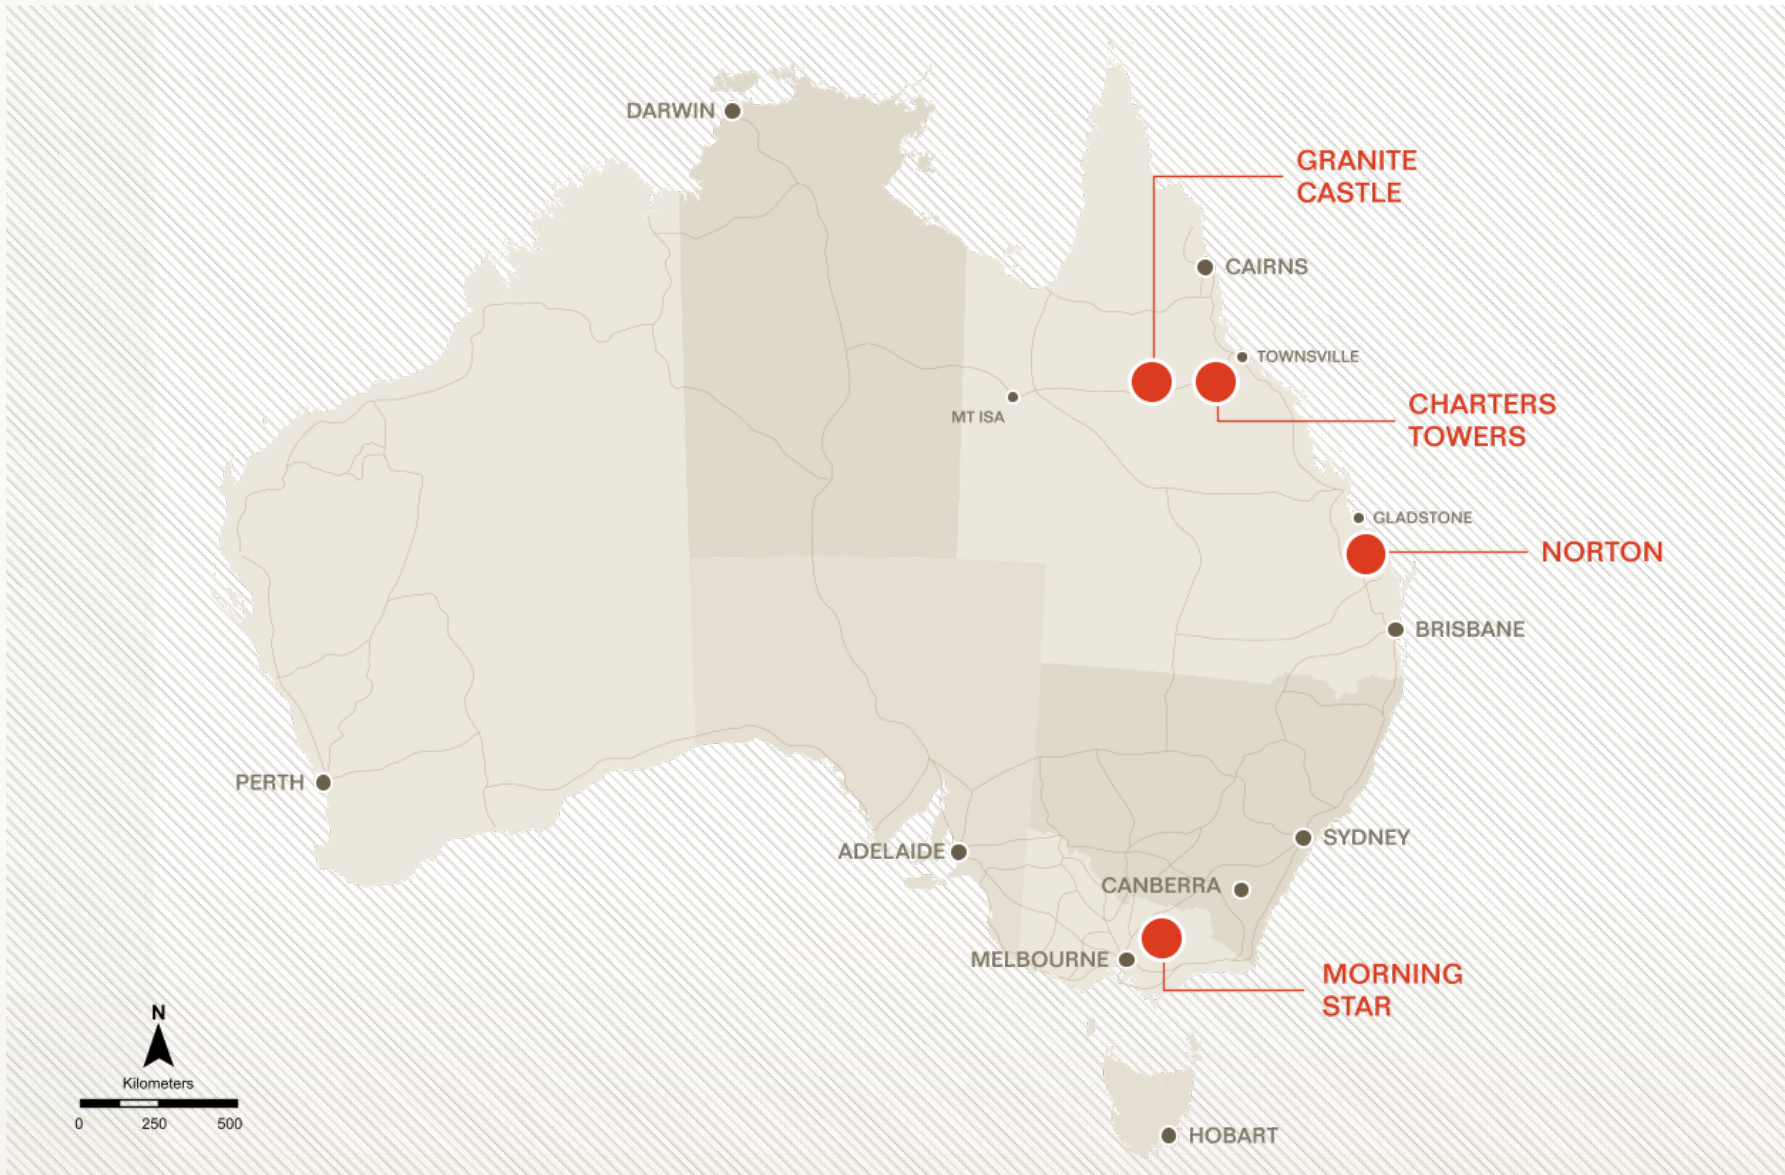 DARWIN
GRANITE
CASTLE
CAIRNS
TOWNSVILLE
MT ISA
CHARTERS
TOWERS
GLADSTONE
NORTON
BRISBANE
PERTH
SYDNEY
ADELAIDE
CANBERRA
MELBOURNE
MORNING
STAR
N
Kilometers
0 250 500
HOBART